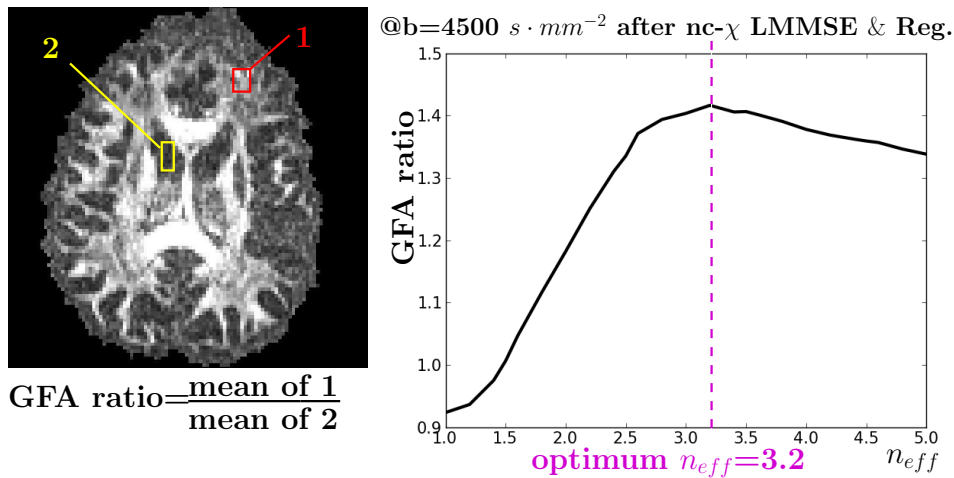 2
1
GFA ratio=mean of 1
mean of 2
@b=4500 s · mm⁻² after nc-χ LMMSE & Reg.
GFA ratio
1.5
1.4
1.3
1.2
1.1
1.0
0.9
1.0 1.5 2.0 2.5 3.0 3.5 4.0 4.5 5.0
optimum n_eff=3.2
n_eff